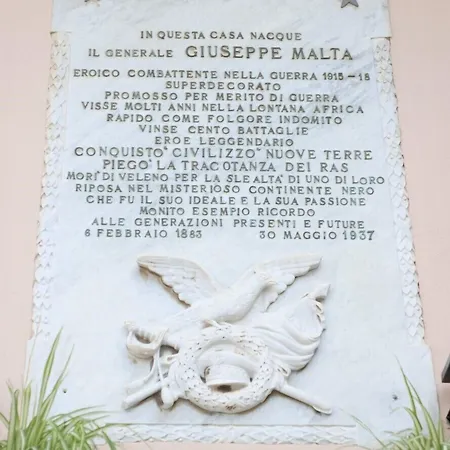 IN QUESTA CASA NACQUE
IL GENERALE GIUSEPPE MALTA
EROICO COMBATTENTE NELLA GUERRA 1915-18
SUPERDECORATO
PROMOSSO PER MERITO DI GUERRA
VISSE MOLTI ANNI NELLA LONTANA AFRICA
RAPIDO COME FOLGORE INDOMITO
VINSE CENTO BATTAGLIE
EROE LEGGENDARIO
CONQUISTO' CIVILIZZO' NUOVE TERRE
PIEGO' LA TRACOTANZA DEI RAS
MORI' DI VELENO PER LA SLEALTA' DI UNO DI LORO
RIPOSA NEL MISTERIOSO CONTINENTE NERO
CHE FU IL SUO IDEALE E LA SUA PASSIONE
MONITO ESEMPIO RICORDO
ALLE GENERAZIONI PRESENTI E FUTURE
6 FEBBRAIO 1883 30 MAGGIO 1937